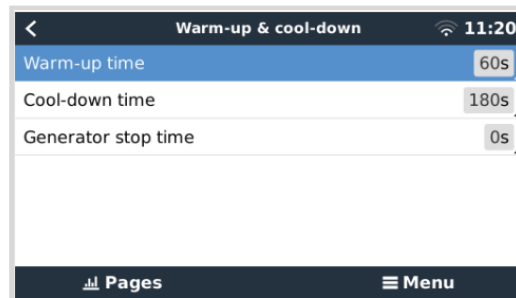 Warm-up & cool-down 11:20
Warm-up time 60s
Cool-down time 180s
Generator stop time 0s
Pages Menu